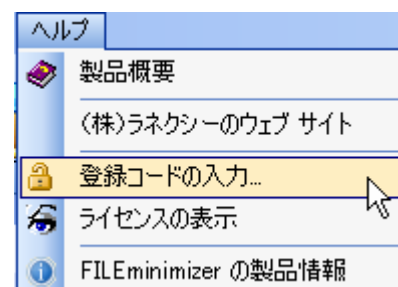 ヘルプ
製品概要
(株)ラネクシーのウェブ サイト
登録コードの入力...
ライセンスの表示
FILEminimizer の製品情報